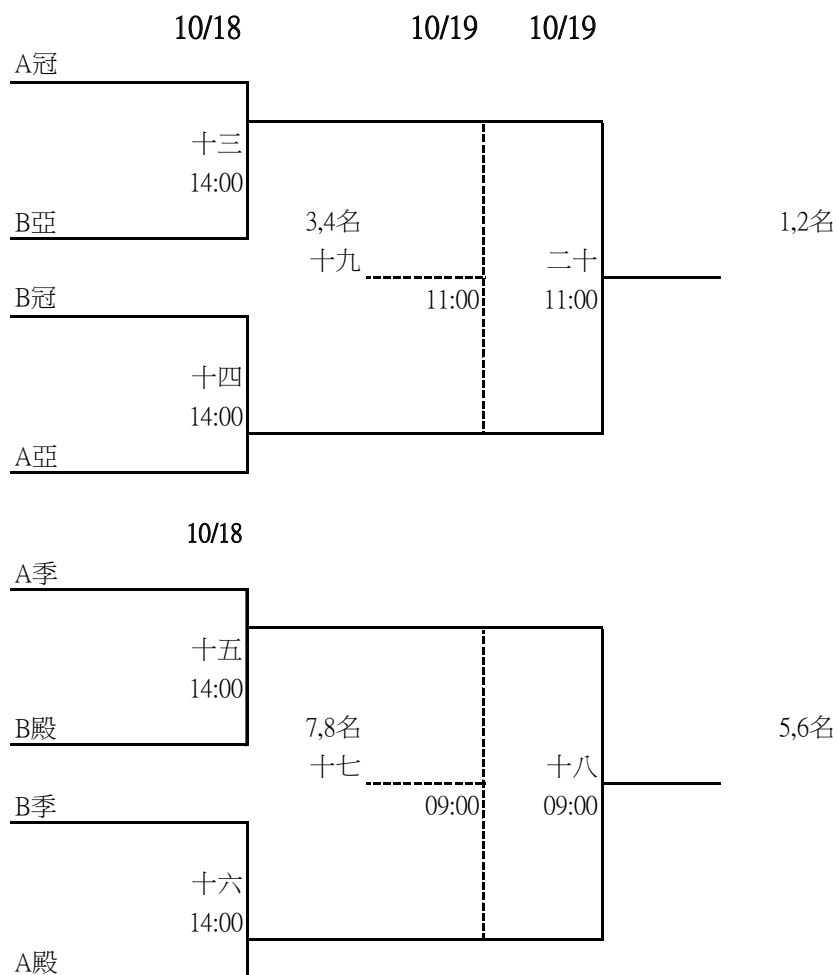 10/18 10/19 10/19
A冠
十三
14:00
B亞 3,4名 1,2名
十九 二十
B冠 11:00 11:00
十四
14:00
A亞
10/18
A季
十五
14:00
B殿 7,8名 5,6名
十七 十八
B季 09:00 09:00
十六
14:00
A殿